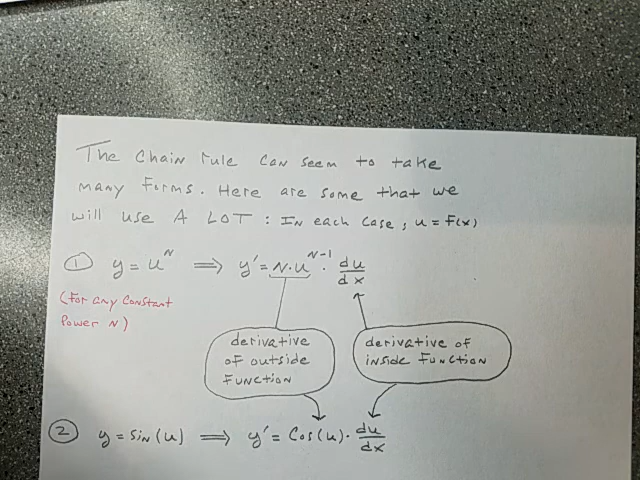 The Chain rule can seem to take
many forms. Here are some that we
will use A LOT: In each case, u = F(x)
① y = u^N ⟹ y' = N·u^(N-1) · du/dx
(For any constant
Power N)
derivative
of outside
Function
derivative of
inside Function
② y = sin(u) ⟹ y' = Cos(u) · du/dx